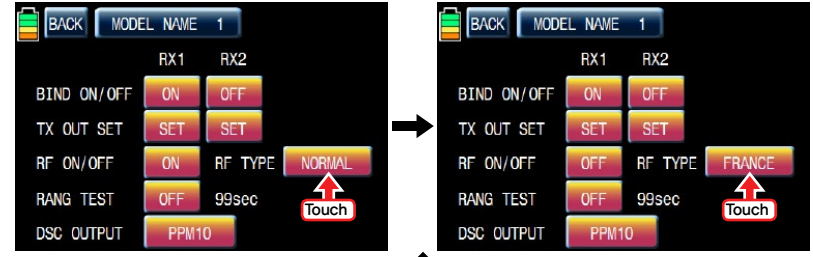 BACK MODEL NAME 1
RX1 RX2
BIND ON/OFF ON OFF
TX OUT SET SET SET
RF ON/OFF ON RF TYPE NORMAL
RANG TEST OFF 99sec
Touch
DSC OUTPUT PPM10
BACK MODEL NAME 1
RX1 RX2
BIND ON/OFF ON OFF
TX OUT SET SET SET
RF ON/OFF OFF RF TYPE FRANCE
RANG TEST OFF 99sec
Touch
DSC OUTPUT PPM10